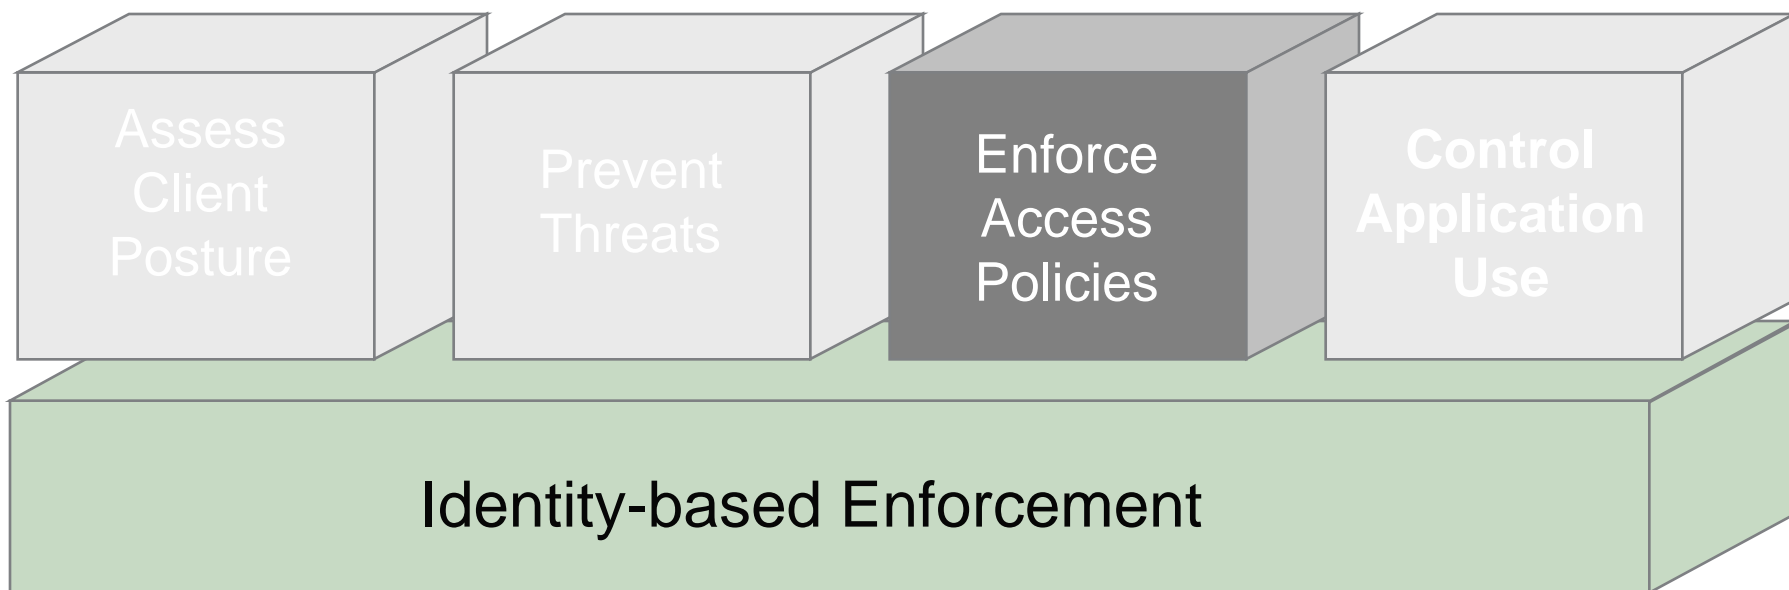 Assess
Client
Posture
Prevent
Threats
Enforce
Access
Policies
Control
Application
Use
Identity-based Enforcement